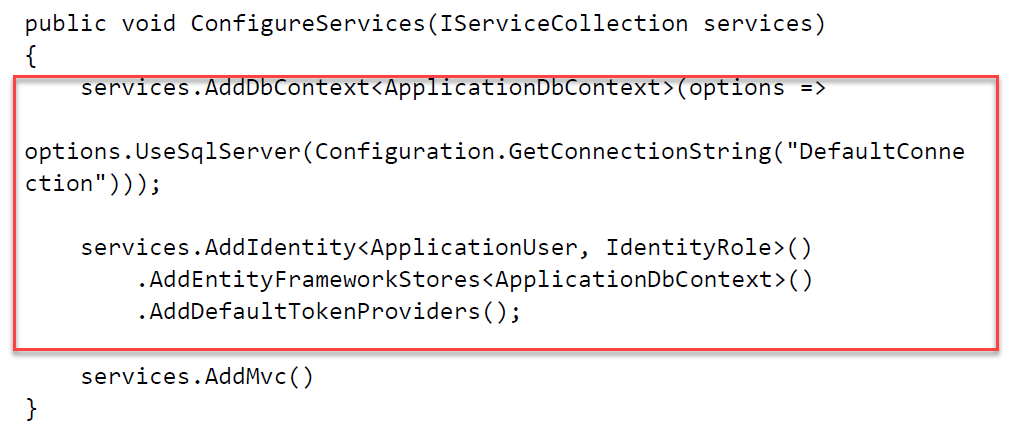 public void ConfigureServices(IServiceCollection services)
{
    services.AddDbContext<ApplicationDbContext>(options =>
options.UseSqlServer(Configuration.GetConnectionString("DefaultConne
ction")));
    services.AddIdentity<ApplicationUser, IdentityRole>()
        .AddEntityFrameworkStores<ApplicationDbContext>()
        .AddDefaultTokenProviders();
    services.AddMvc()
}